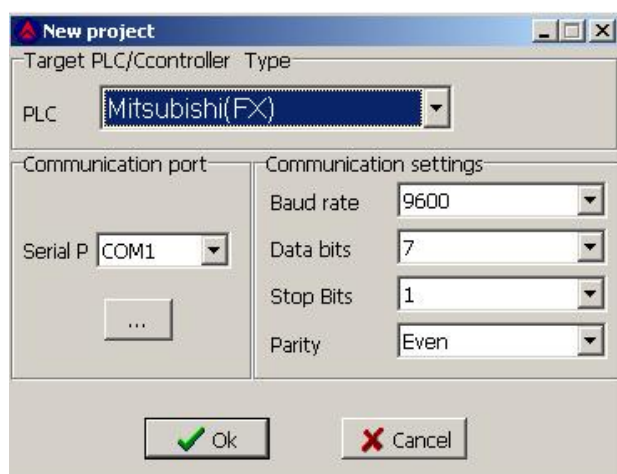 New project
Target PLC/Ccontroller Type
PLC Mitsubishi(FX)
Communication port
Serial P COM1
...
Communication settings
Baud rate 9600
Data bits 7
Stop Bits 1
Parity Even
Ok Cancel